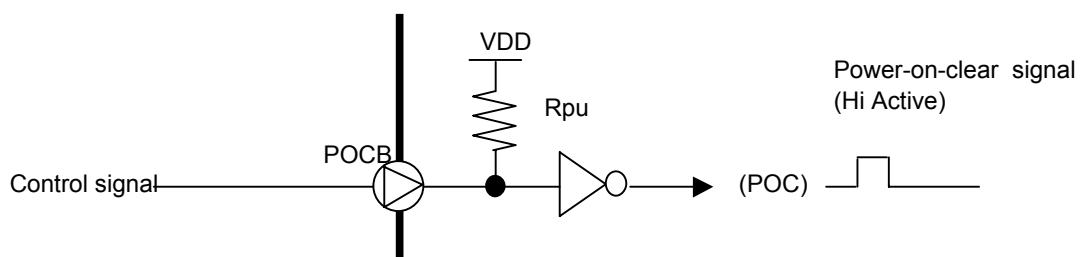 VDD
Power-on-clear signal
(Hi Active)
Rpu
POCB
Control signal
(POC)